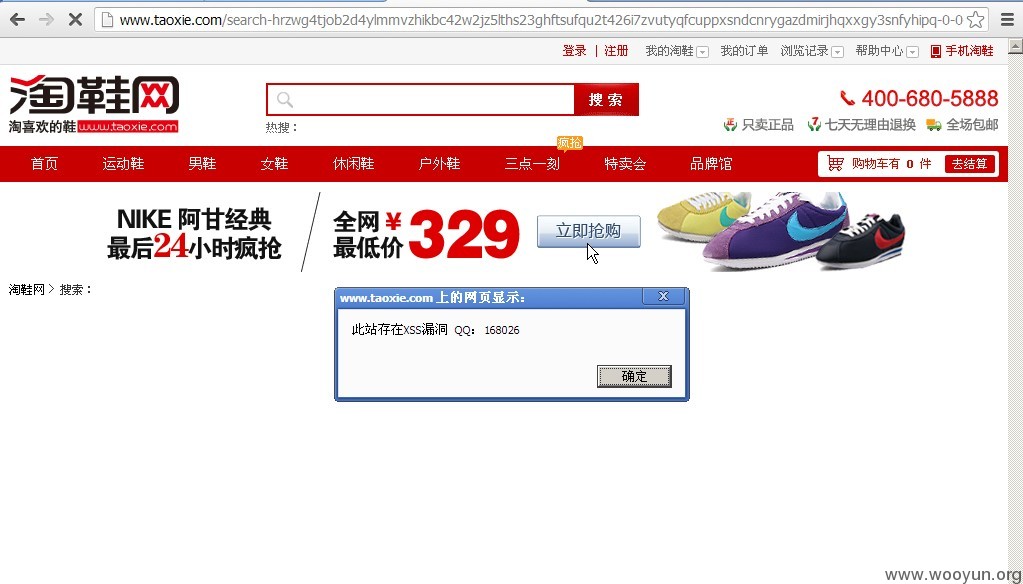 www.taoxie.com/search-hrzwg4tjob2d4ylmmvzhikbc42w2jz5lths23ghftsufqu2t426i7zvutyqfcuppxsndcnrygazdmirjhqxxgy3snfyhipq-0-0
登录 | 注册 我的淘鞋 我的订单 浏览记录 帮助中心 手机淘鞋
淘鞋网
淘喜欢的鞋 www.taoxie.com
搜 索
热搜：
400-680-5888
正 只卖正品 7 七天无理由退换 全场包邮
疯抢
首页 运动鞋 男鞋 女鞋 休闲鞋 户外鞋 三点一刻 特卖会 品牌馆 购物车有 0 件 去结算
NIKE 阿甘经典
最后24小时疯抢
全网
最低价 ¥329
立即抢购
淘鞋网 > 搜索：
www.taoxie.com 上的网页显示：
此站存在XSS漏洞 QQ：168026
确定
www.wooyun.org